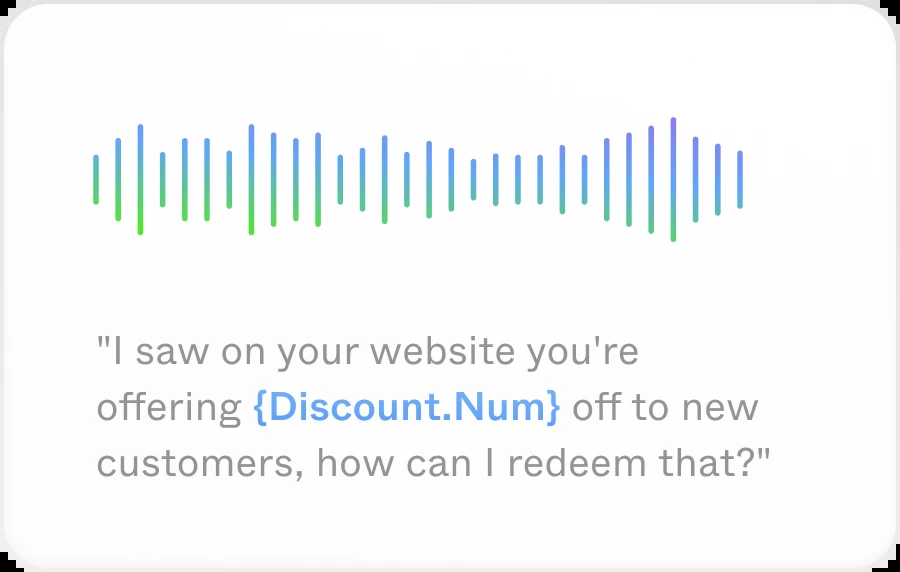 "I saw on your website you're
offering {Discount.Num} off to new
customers, how can I redeem that?"